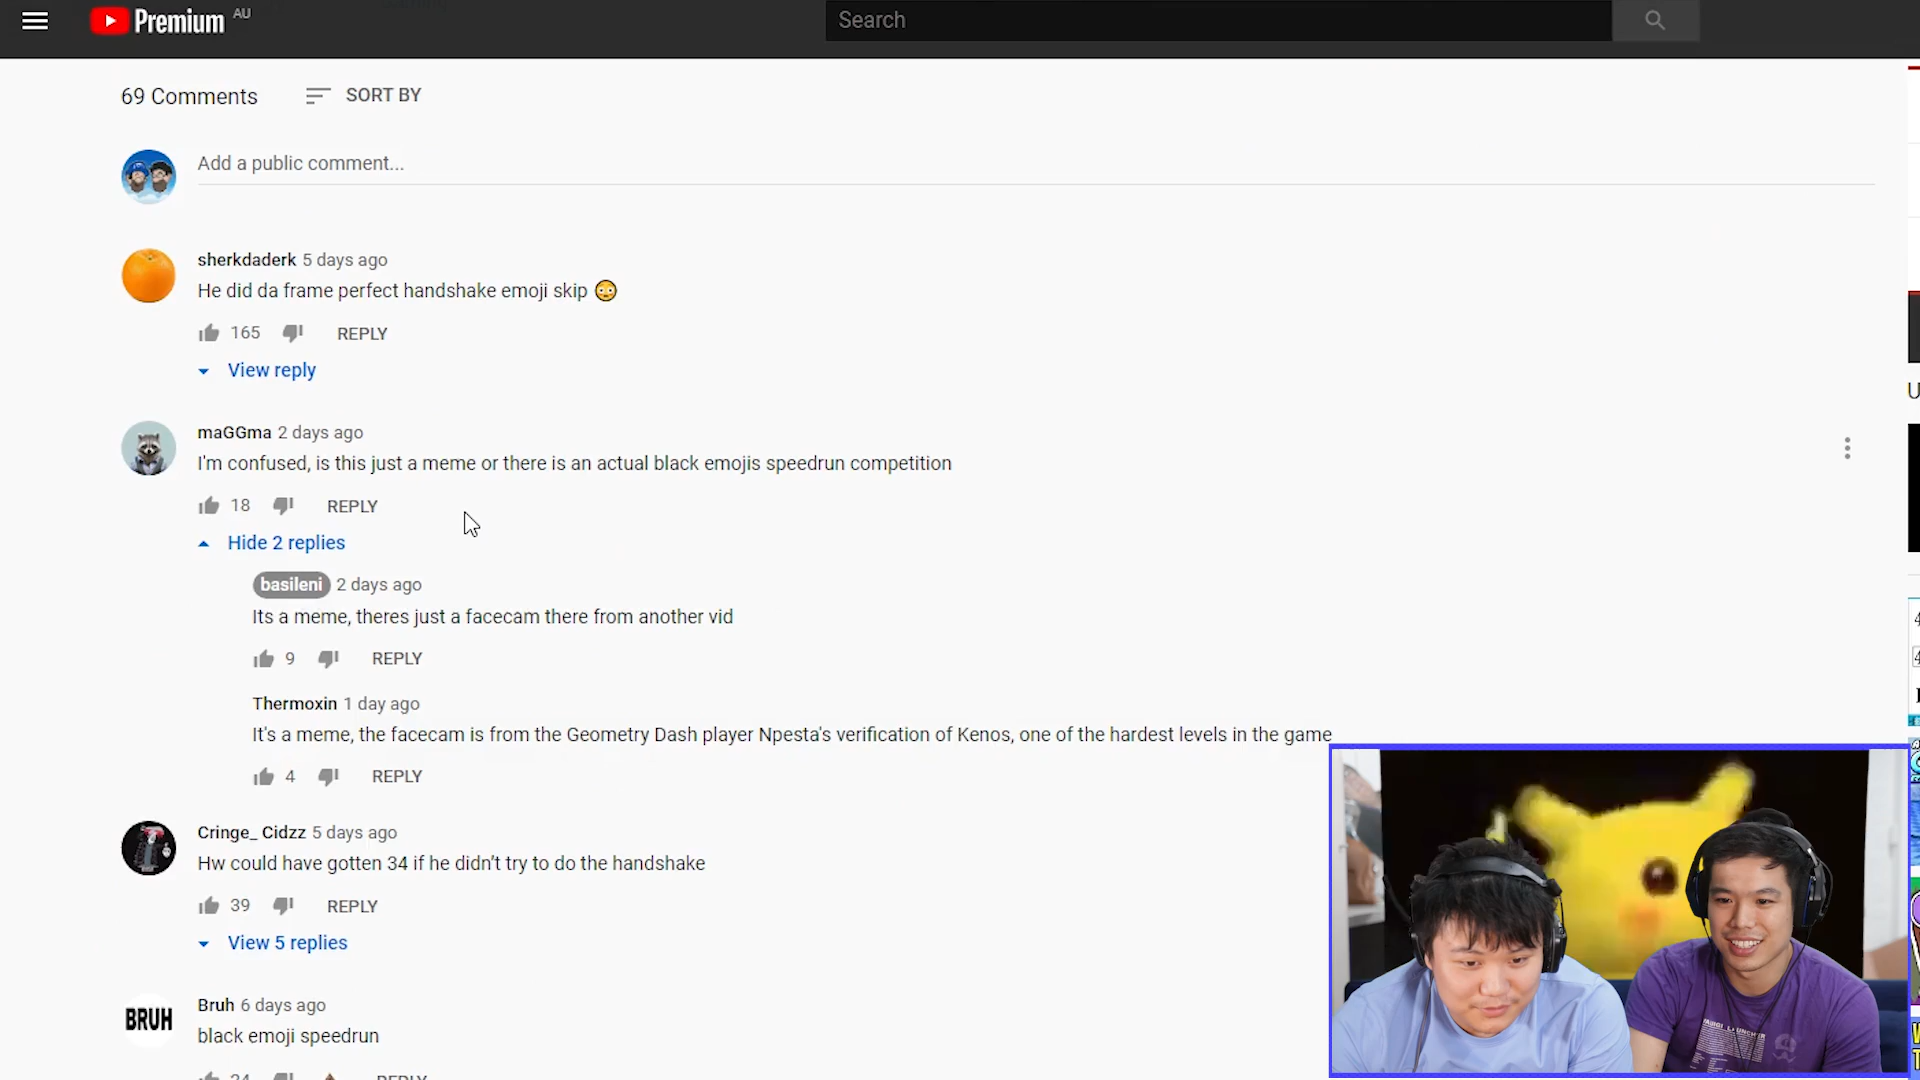 Premium AU
Search
69 Comments
SORT BY
Add a public comment...
sherkdaderk 5 days ago
He did da frame perfect handshake emoji skip 😳
165 REPLY
View reply
maGGma 2 days ago
I'm confused, is this just a meme or there is an actual black emojis speedrun competition
18 REPLY
Hide 2 replies
basileni 2 days ago
Its a meme, theres just a facecam there from another vid
9 REPLY
Thermoxin 1 day ago
It's a meme, the facecam is from the Geometry Dash player Npesta's verification of Kenos, one of the hardest levels in the game
4 REPLY
Cringe_ Cidzz 5 days ago
Hw could have gotten 34 if he didn’t try to do the handshake
39 REPLY
View 5 replies
BRUH
Bruh 6 days ago
black emoji speedrun
REPLY